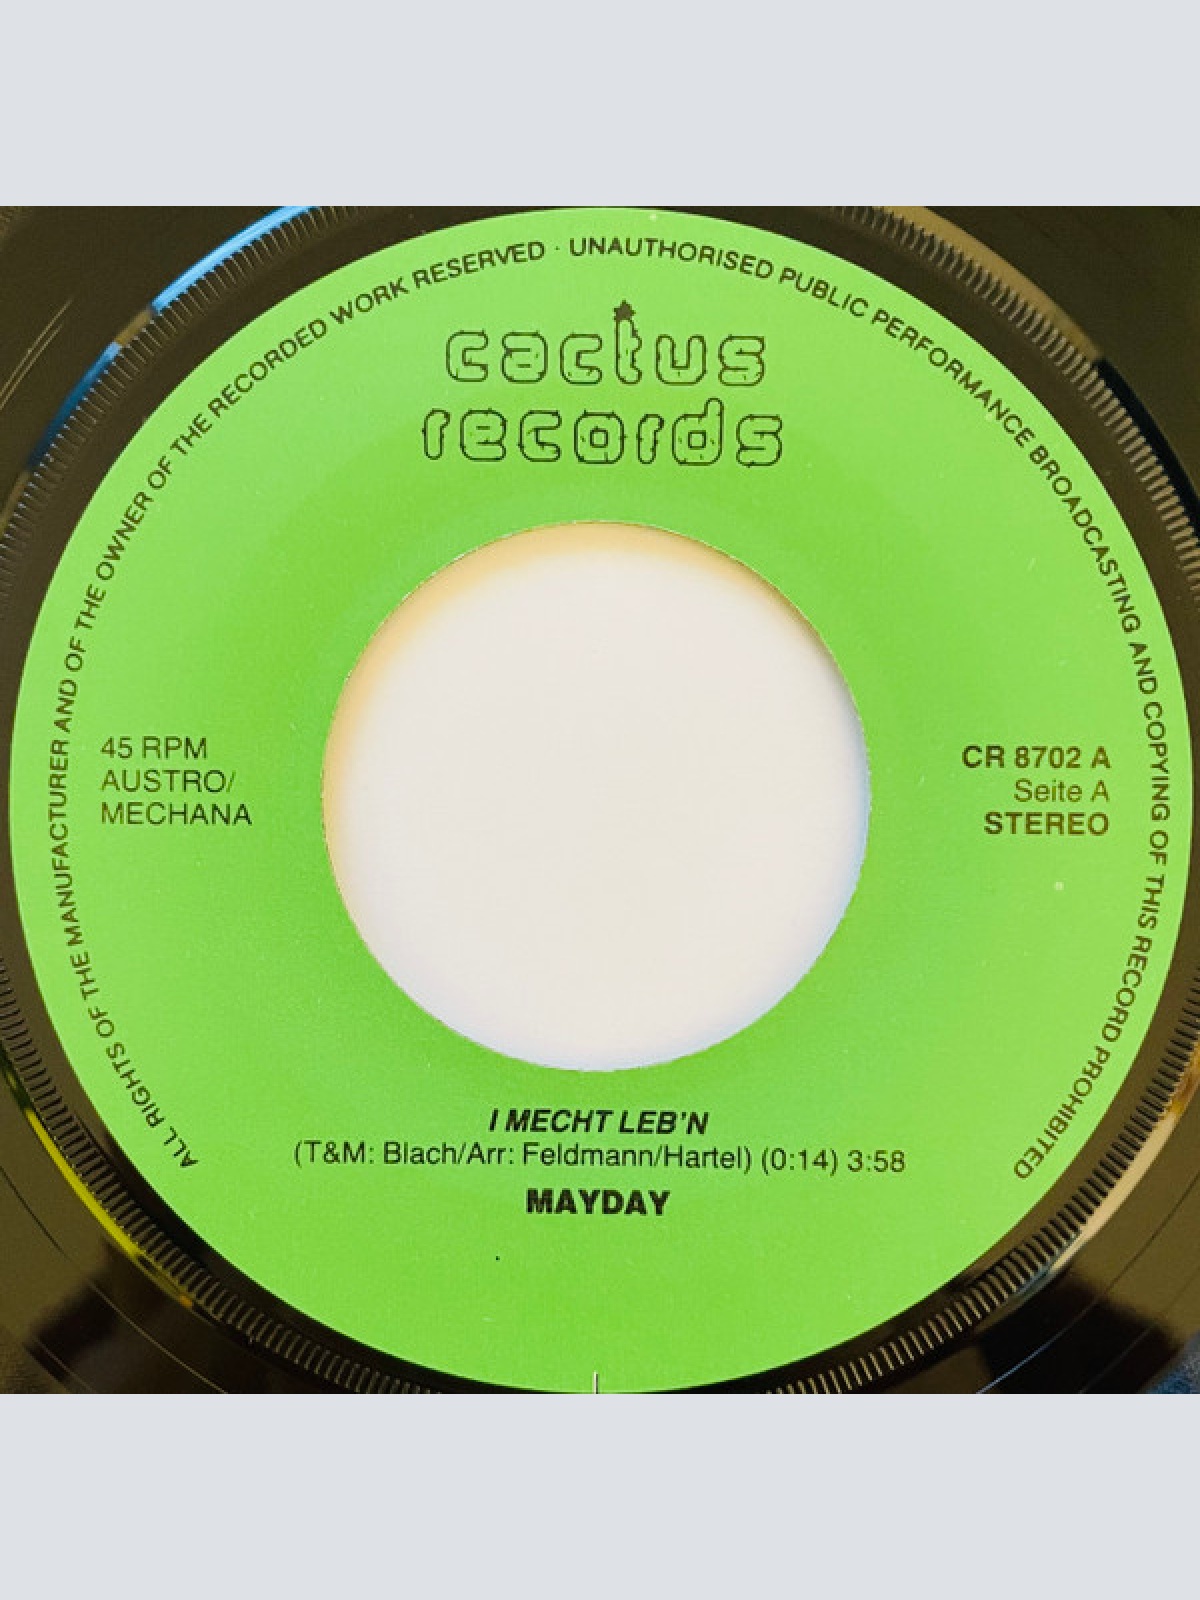 ALL RIGHTS OF THE MANUFACTURER AND OF THE OWNER OF THE RECORDED WORK RESERVED · UNAUTHORISED PUBLIC PERFORMANCE BROADCASTING AND COPYING OF THIS RECORD PROHIBITED
cactus
records
45 RPM
AUSTRO/
MECHANA
CR 8702 A
Seite A
STEREO
I MECHT LEB'N
(T&M: Blach/Arr: Feldmann/Hartel) (0:14) 3:58
MAYDAY